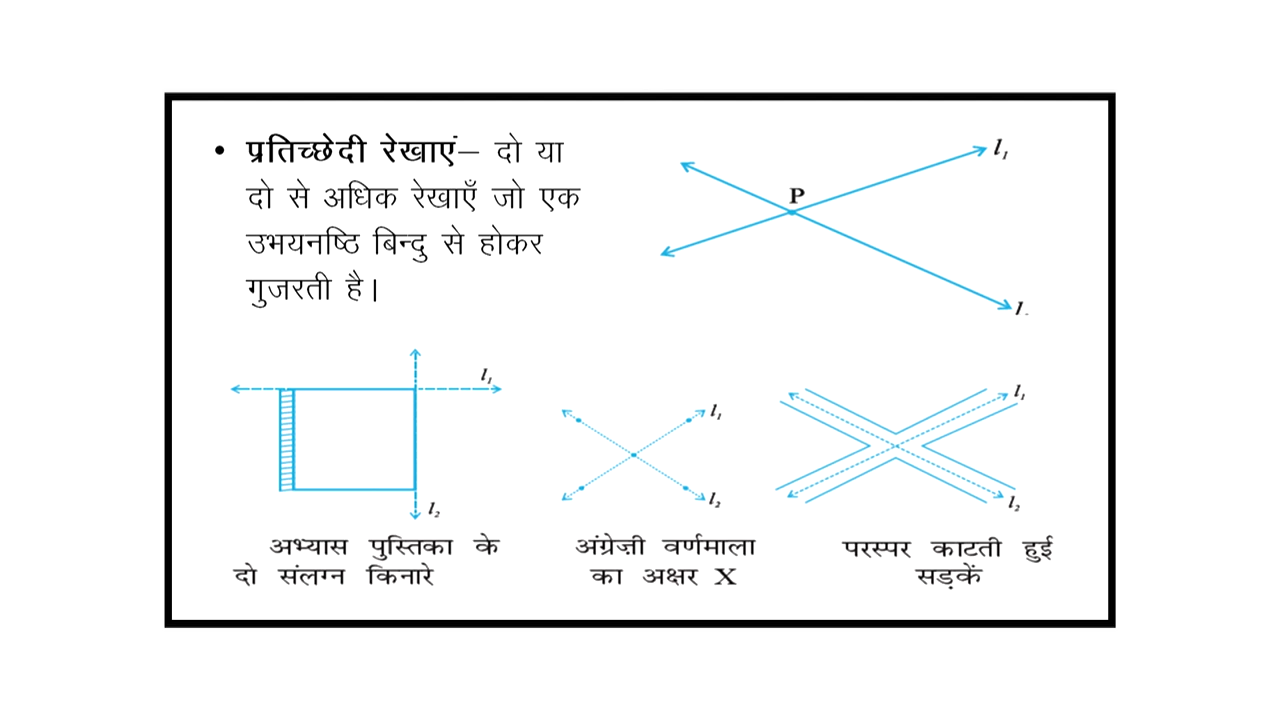 • प्रतिच्छेदी रेखाएं– दो या
दो से अधिक रेखाएँ जो एक
उभयनष्ठि बिन्दु से होकर
गुजरती है।
l₁
P
l
l₁
l₂
अभ्यास पुस्तिका के
दो संलग्न किनारे
l₁
l₂
अंग्रेज़ी वर्णमाला
का अक्षर X
l₁
l₂
परस्पर काटती हुई
सड़कें